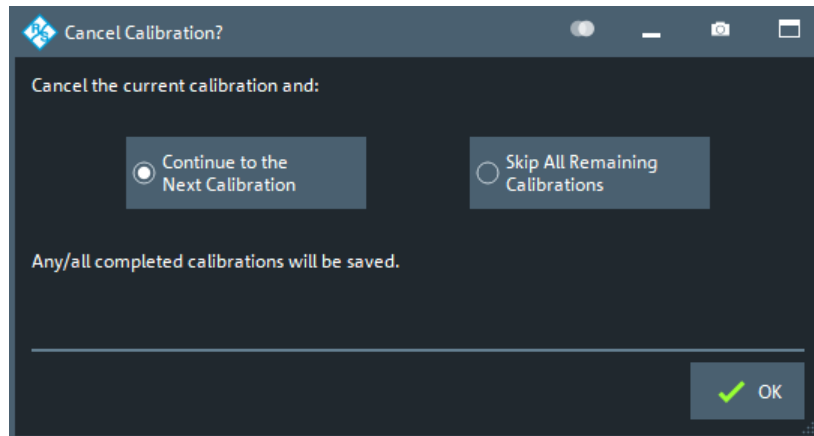 R S Cancel Calibration?
Cancel the current calibration and:
Continue to the
Next Calibration
Skip All Remaining
Calibrations
Any/all completed calibrations will be saved.
OK